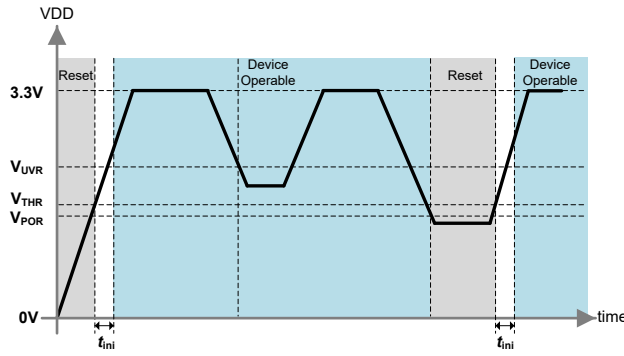 VDD
Reset
Device
Operable
Reset
Device
Operable
3.3V
VUVR
VTHR
VPOR
0V
time
tini
tini